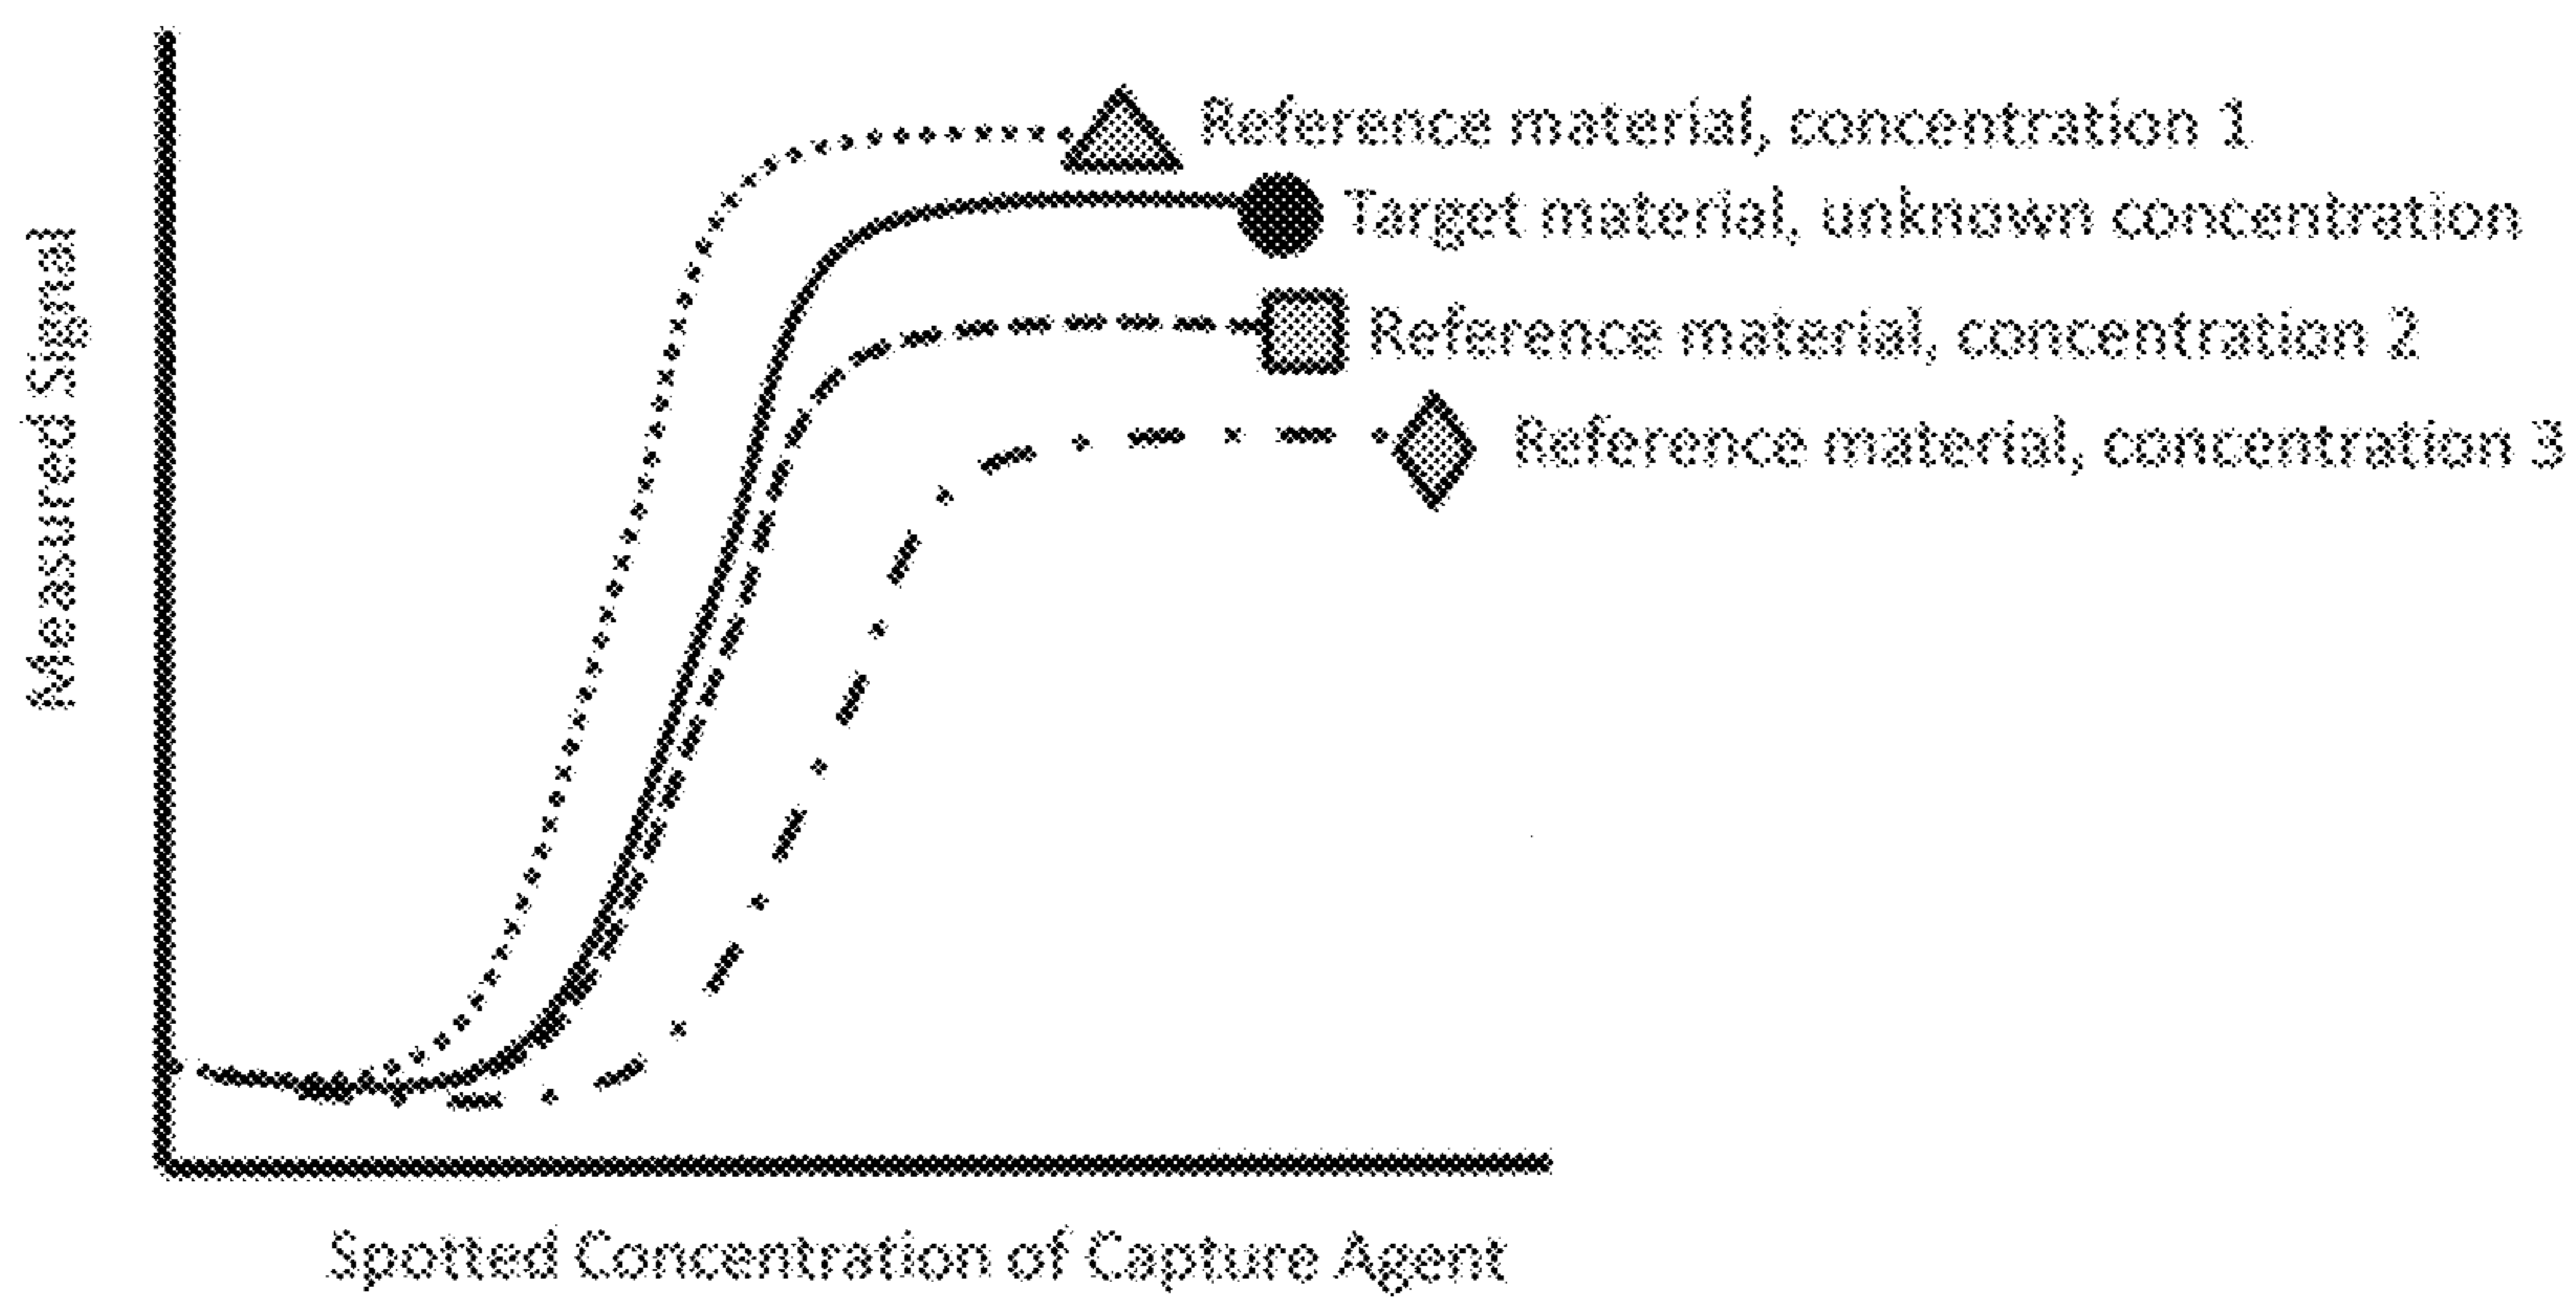 Measured Signal
Reference material, concentration 1
Target material, unknown concentration
Reference material, concentration 2
Reference material, concentration 3
Spotted Concentration of Capture Agent